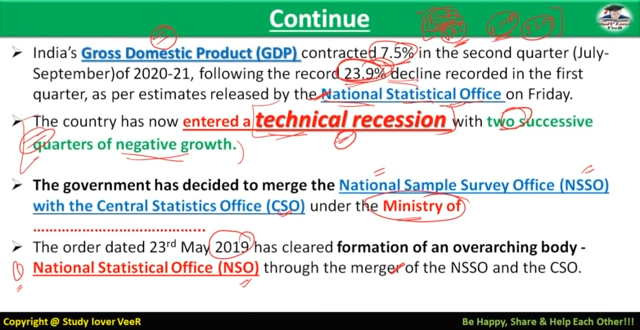 Continue
➤ India's Gross Domestic Product (GDP) contracted 7.5% in the second quarter (July-
September)of 2020-21, following the record 23.9% decline recorded in the first
quarter, as per estimates released by the National Statistical Office on Friday.
➤ The country has now entered a technical recession with two successive
quarters of negative growth.
➤ The government has decided to merge the National Sample Survey Office (NSSO)
with the Central Statistics Office (CSO) under the Ministry of
................................................
➤ The order dated 23rd May 2019 has cleared formation of an overarching body -
National Statistical Office (NSO) through the merger of the NSSO and the CSO.
Copyright @ Study lover VeeR
Be Happy, Share & Help Each Other!!!